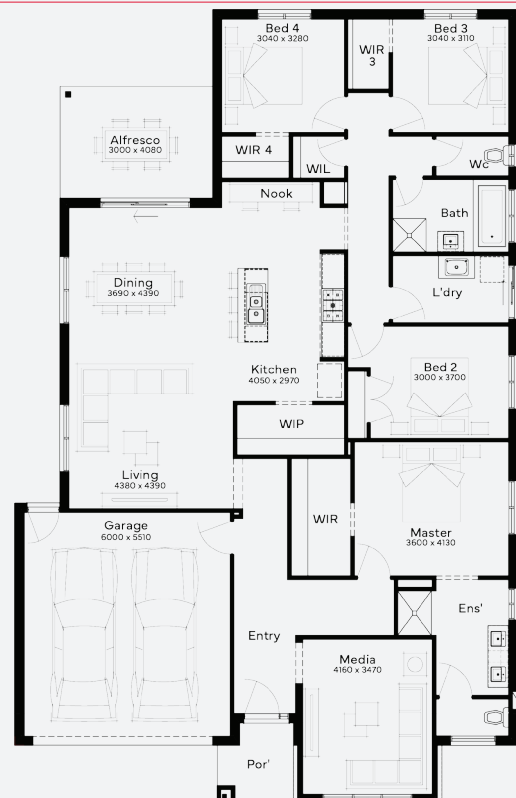 Bed 4
3040 x 3280
WIR
3
Bed 3
3040 x 3110
Alfresco
3000 x 4080
WIR 4
WIL
Wc
Nook
Bath
Dining
3690 x 4390
L'dry
Kitchen
4050 x 2970
Bed 2
3000 x 3700
WIP
Living
4380 x 4390
WIR
Master
3600 x 4130
Garage
6000 x 5510
Ens'
Entry
Media
4160 x 3470
Por'